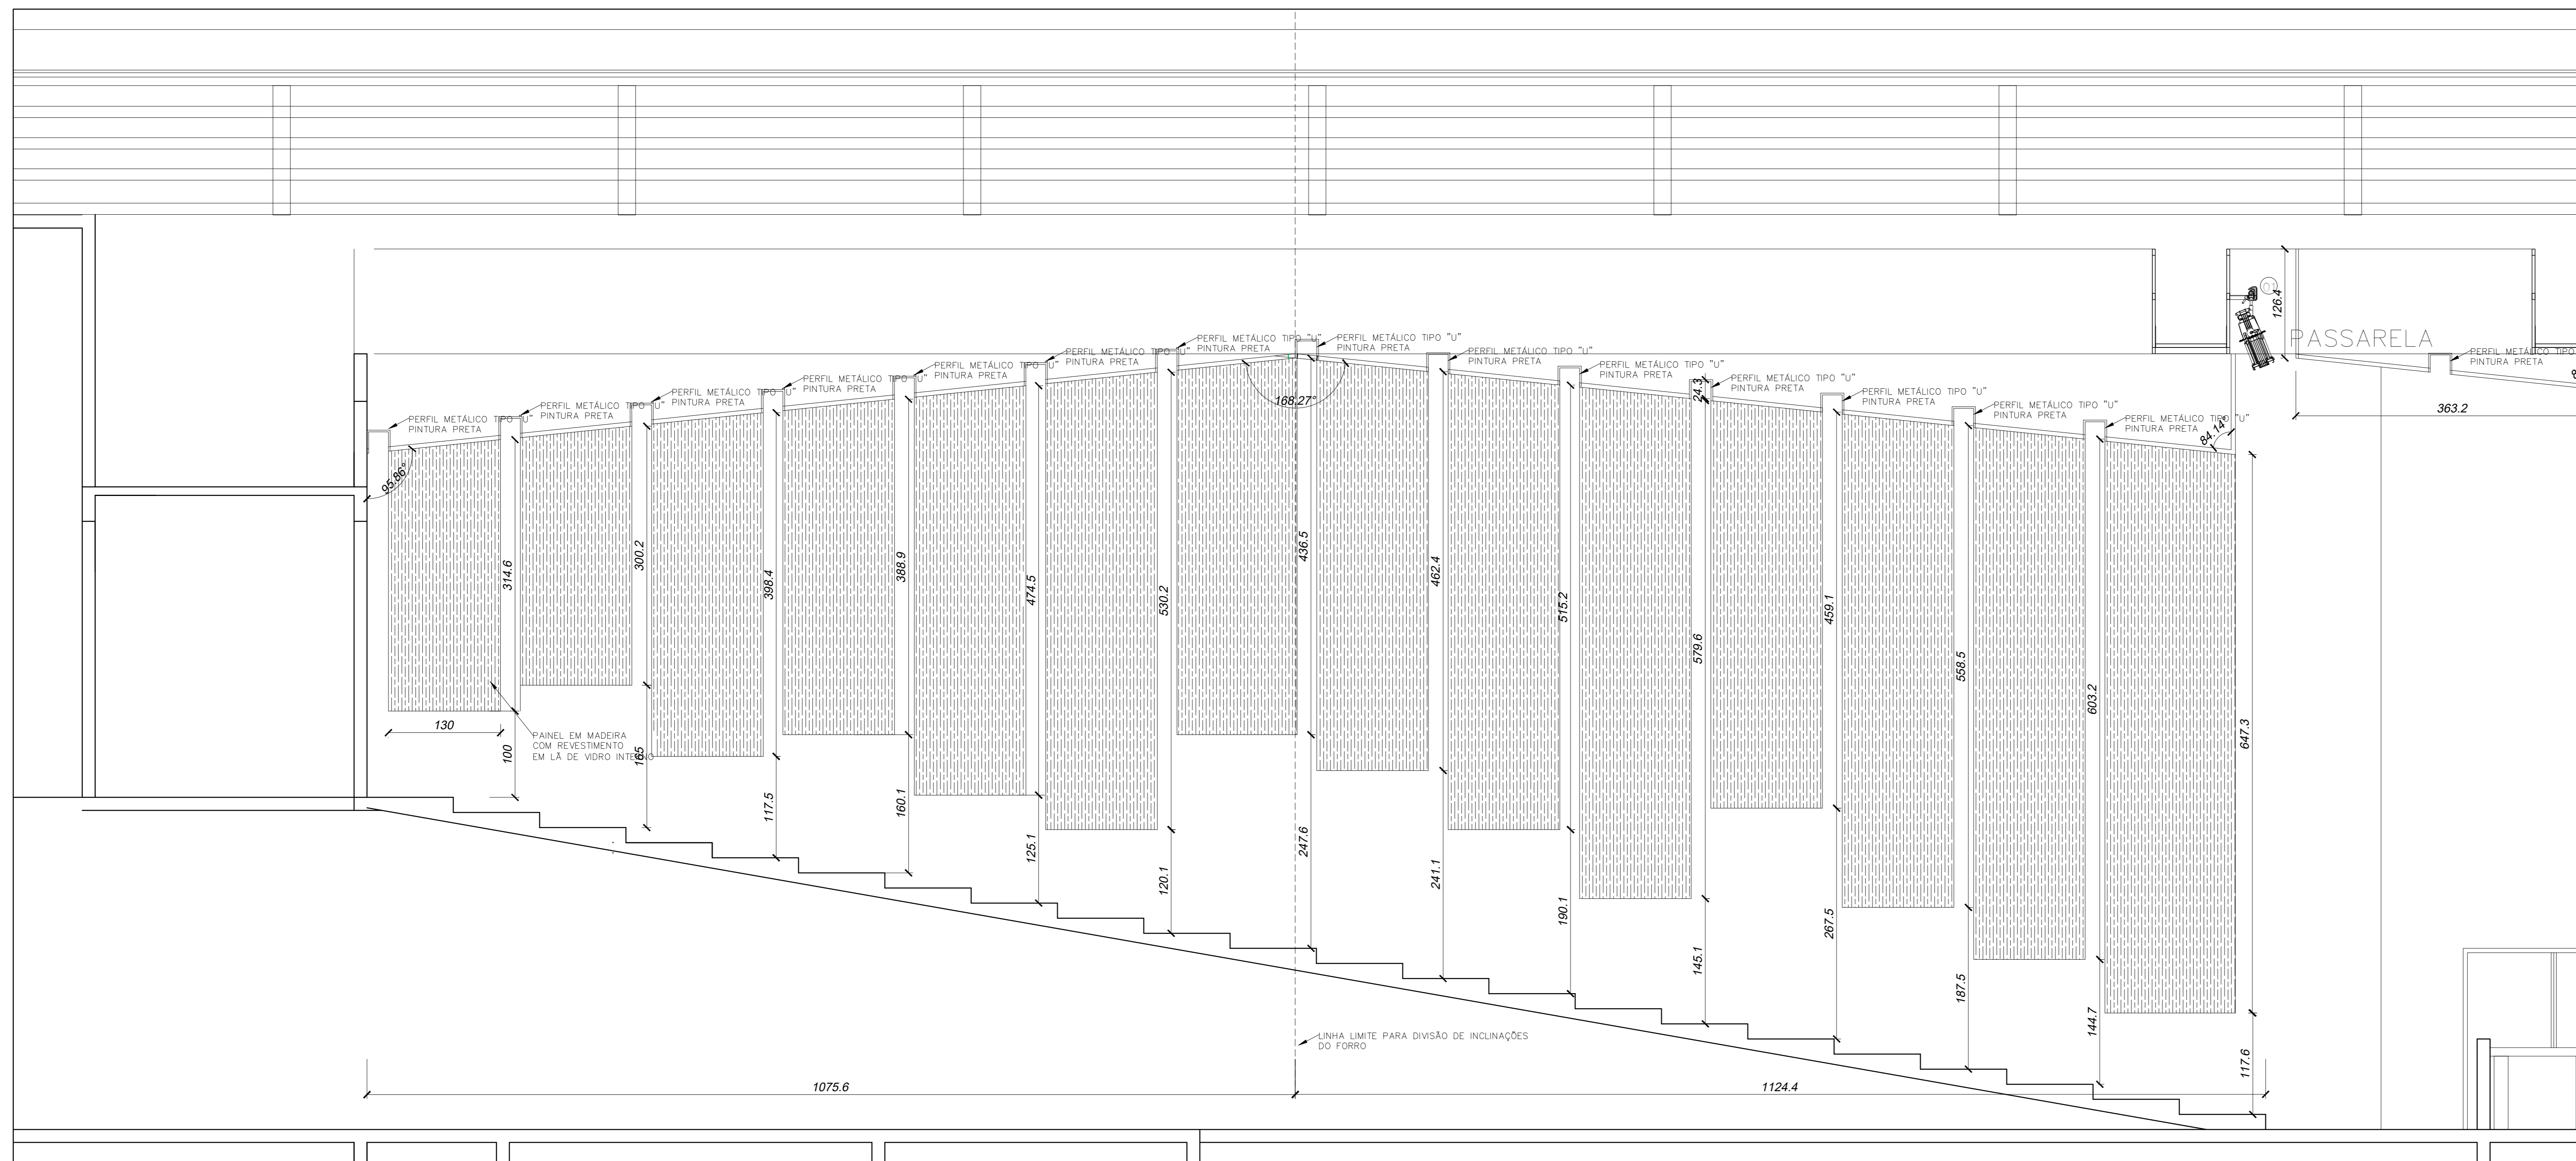 PERFIL METÁLICO TIPO "U"
PINTURA PRETA
PERFIL METÁLICO TIPO "U"
PINTURA PRETA
PERFIL METÁLICO TIPO "U"
PINTURA PRETA
PERFIL METÁLICO TIPO "U"
PINTURA PRETA
PERFIL METÁLICO TIPO "U"
PINTURA PRETA
PERFIL METÁLICO TIPO "U"
PINTURA PRETA
PERFIL METÁLICO TIPO "U"
PINTURA PRETA
PERFIL METÁLICO TIPO "U"
PINTURA PRETA
PERFIL METÁLICO TIPO "U"
PINTURA PRETA
PERFIL METÁLICO TIPO "U"
PINTURA PRETA
PERFIL METÁLICO TIPO "U"
PINTURA PRETA
PERFIL METÁLICO TIPO "U"
PINTURA PRETA
PERFIL METÁLICO TIPO "U"
PINTURA PRETA
PERFIL METÁLICO TIPO "U"
PINTURA PRETA
01
126.4
PASSARELA
PERFIL METÁLICO TIPO
PINTURA PRETA
8
363.2
95.86°
168.27°
24.3
84.14°
314.6
300.2
398.4
388.9
474.5
530.2
436.5
462.4
515.2
579.6
459.1
558.5
603.2
647.3
130
PAINEL EM MADEIRA
COM REVESTIMENTO
EM LÃ DE VIDRO INTERNO
100
165
117.5
160.1
125.1
120.1
247.6
241.1
190.1
145.1
267.5
187.5
144.7
117.6
LINHA LIMITE PARA DIVISÃO DE INCLINAÇÕES
DO FORRO
1075.6
1124.4